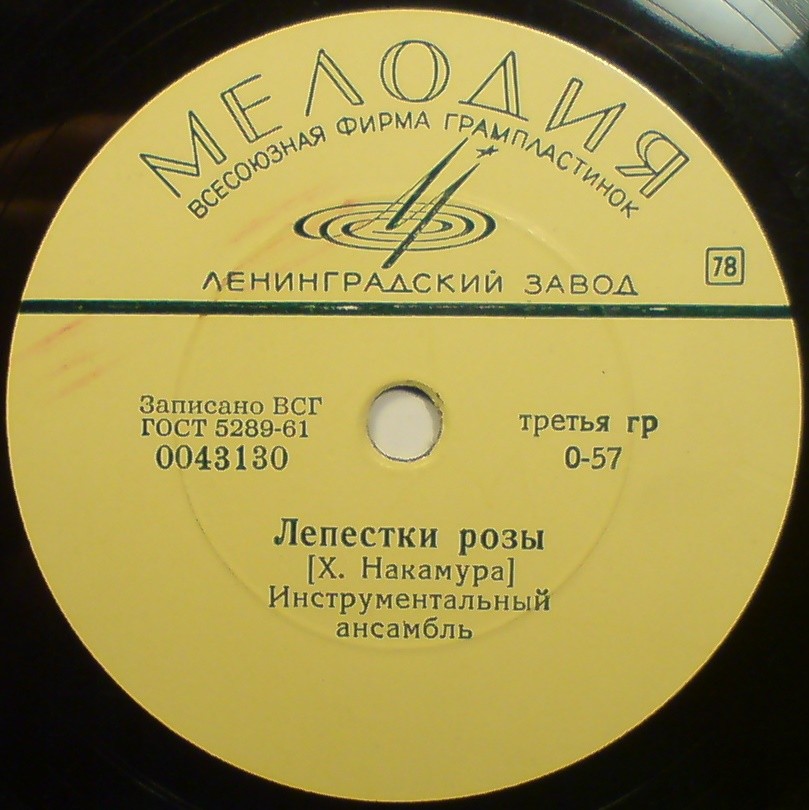 МЕЛОДИЯ
ВСЕСОЮЗНАЯ ФИРМА ГРАМПЛАСТИНОК
ЛЕНИНГРАДСКИЙ ЗАВОД
78
Записано ВСГ
ГОСТ 5289-61
0043130
третья гр
0-57
Лепестки розы
[Х. Накамура]
Инструментальный
ансамбль